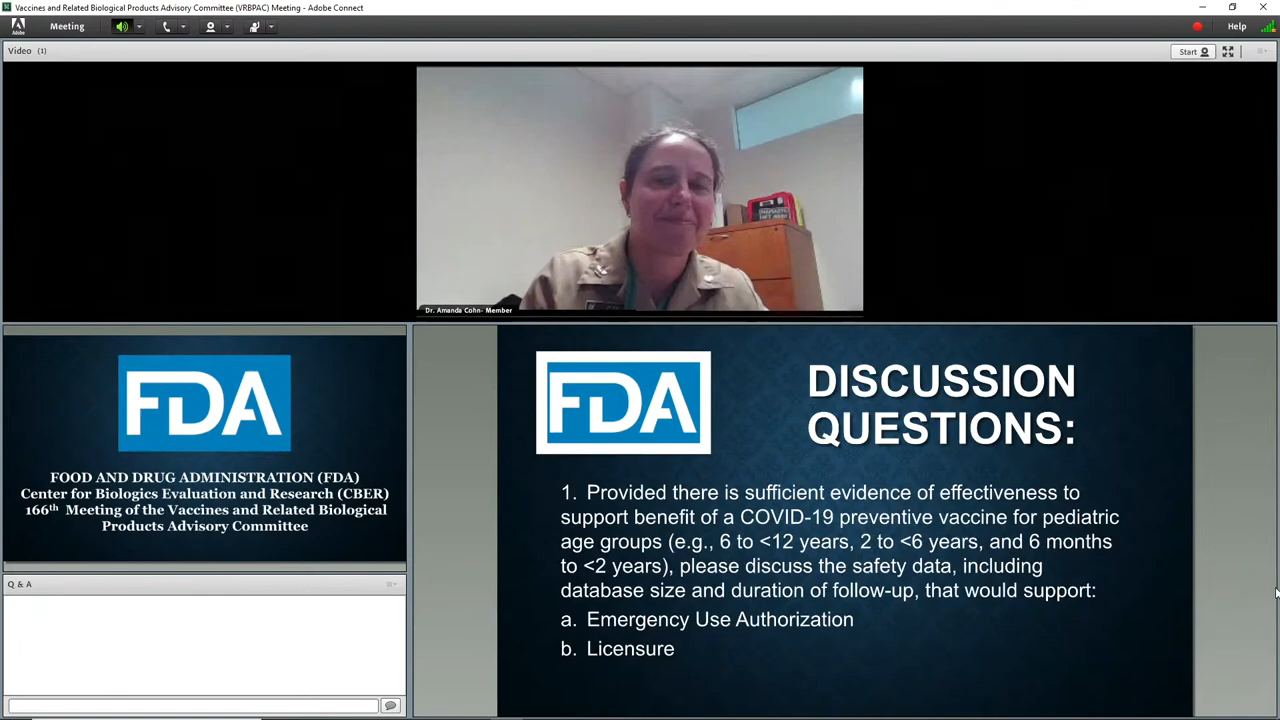 Vaccines and Related Biological Products Advisory Committee (VRBPAC) Meeting - Adobe Connect
Adobe
Meeting
Help
Video (1)
Start
Dr. Amanda Cohn- Member
FDA
FOOD AND DRUG ADMINISTRATION (FDA)
Center for Biologics Evaluation and Research (CBER)
166th Meeting of the Vaccines and Related Biological
Products Advisory Committee
Q & A
FDA
DISCUSSION
QUESTIONS:
1. Provided there is sufficient evidence of effectiveness to
support benefit of a COVID-19 preventive vaccine for pediatric
age groups (e.g., 6 to <12 years, 2 to <6 years, and 6 months
to <2 years), please discuss the safety data, including
database size and duration of follow-up, that would support:
a. Emergency Use Authorization
b. Licensure